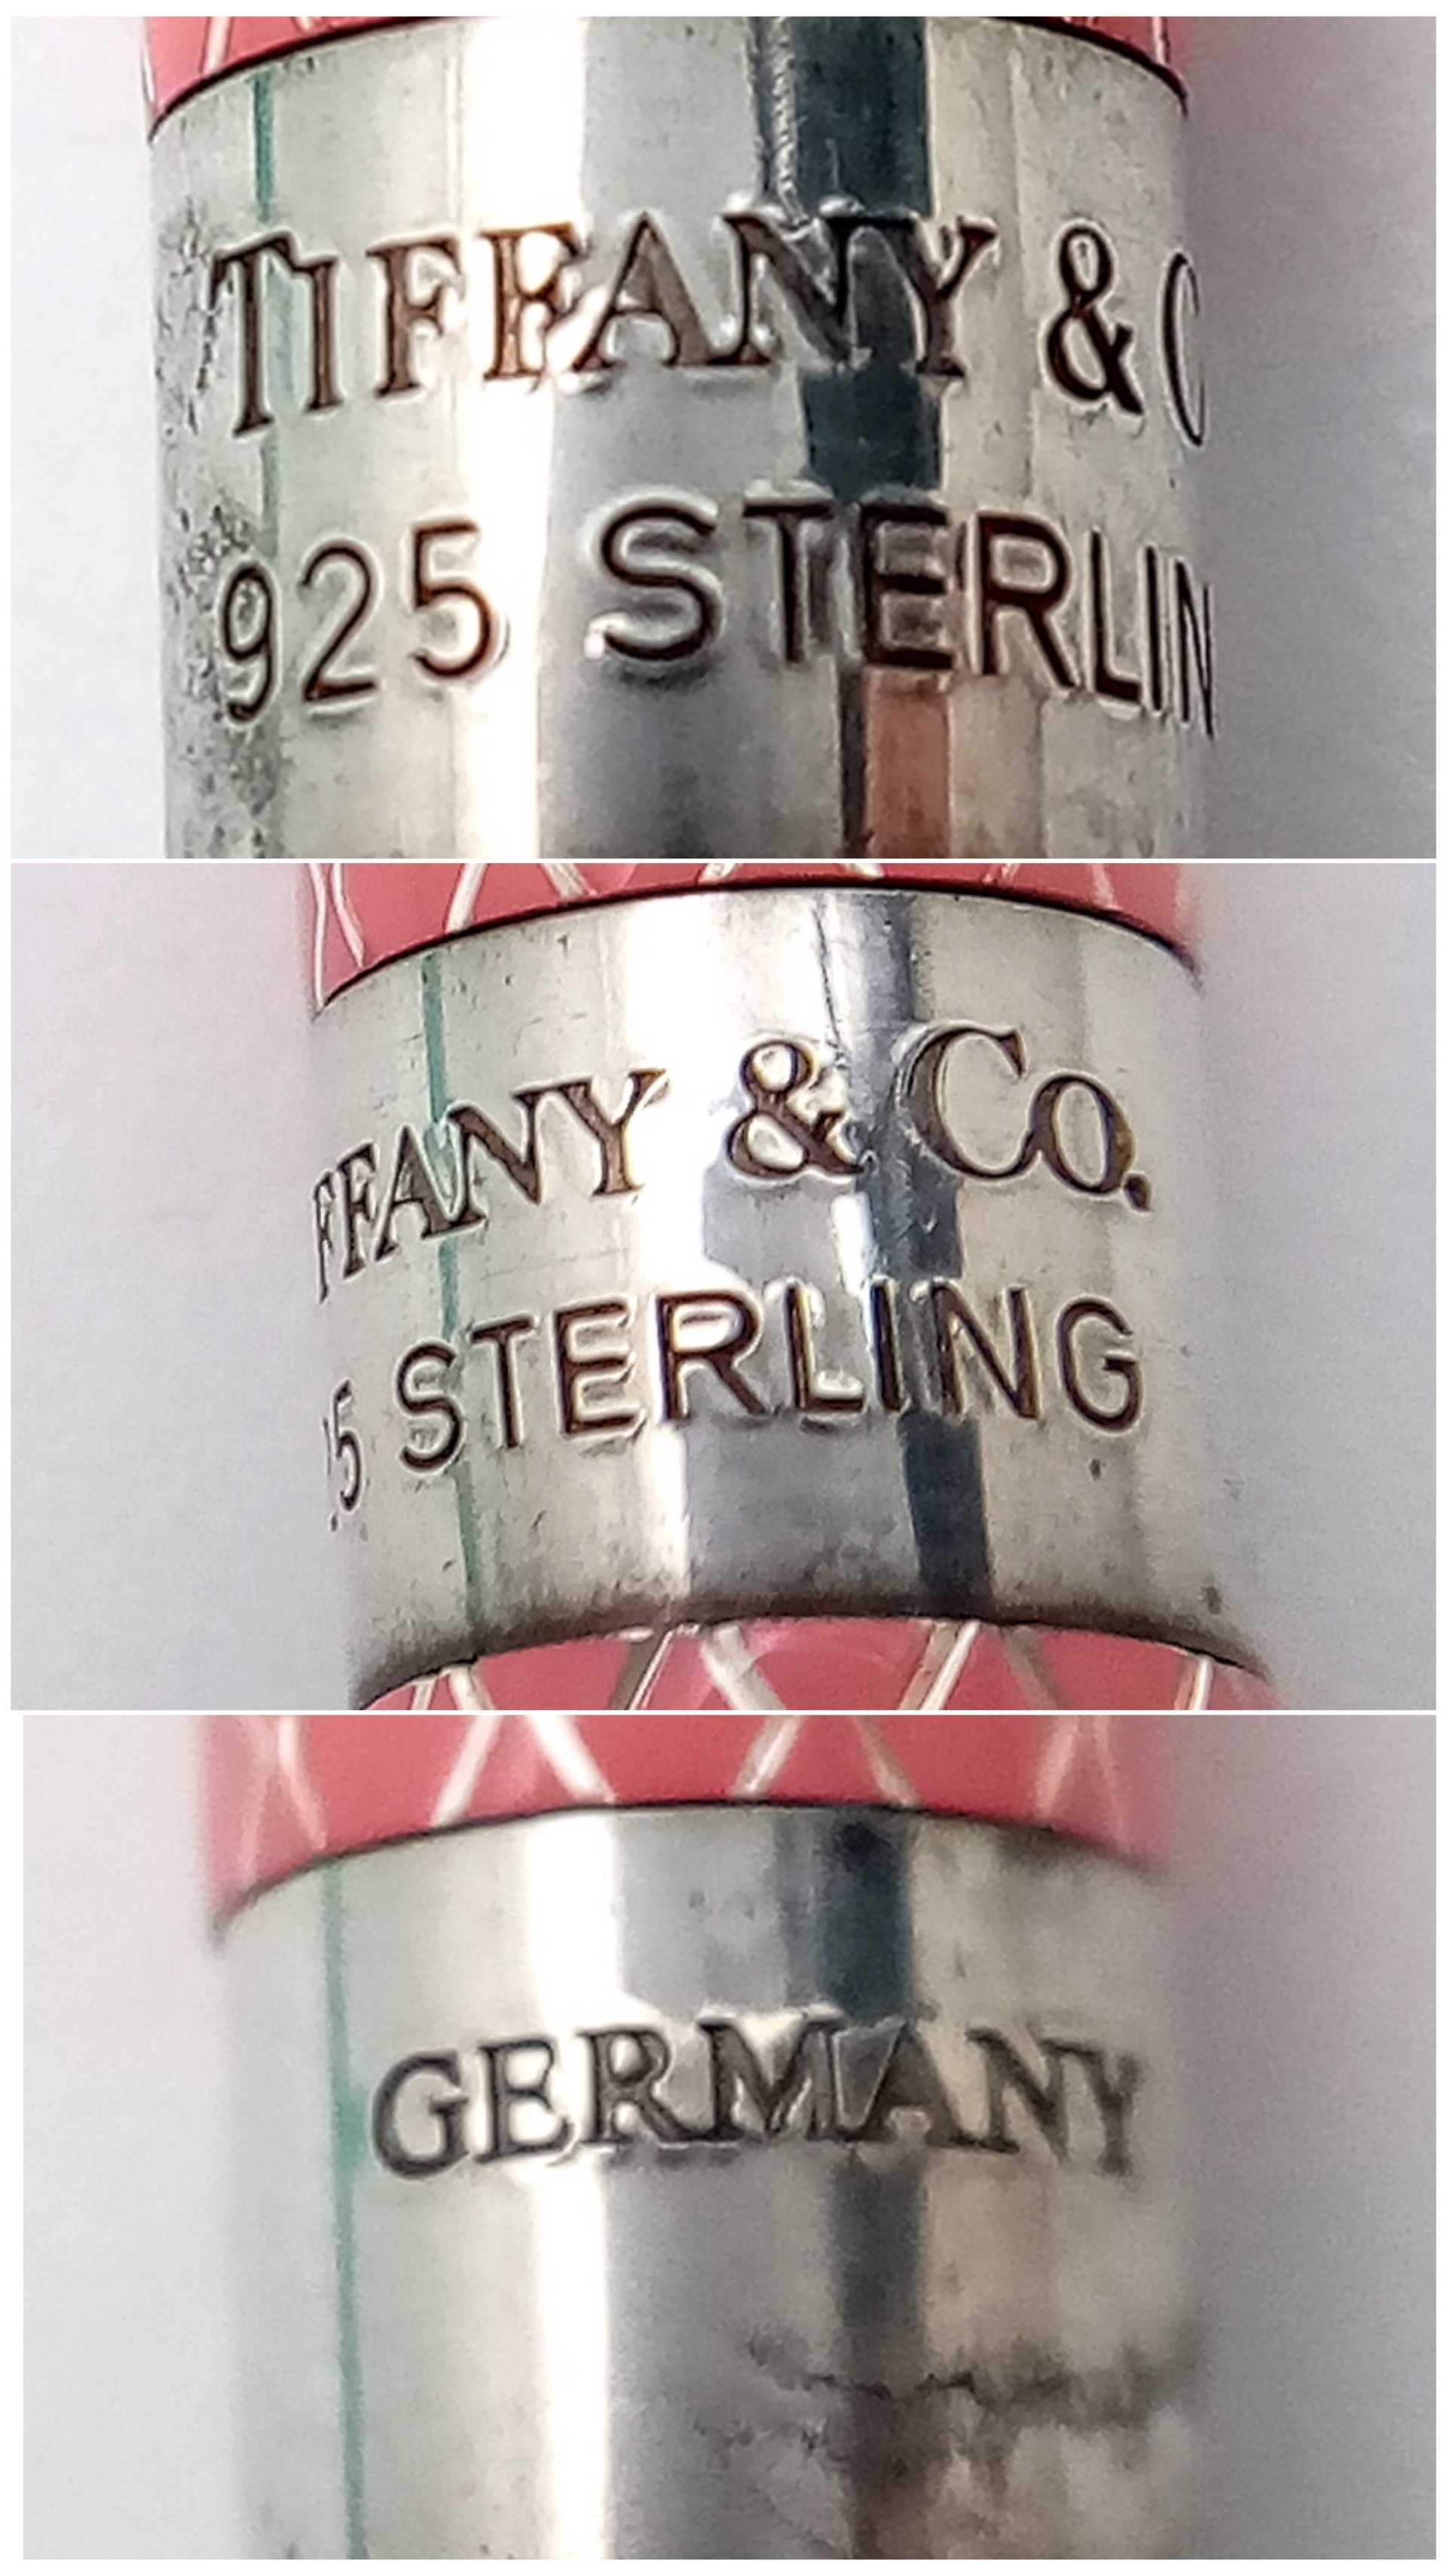 TIFFANY & C
925 STERLIN
FFANY & Co.
5 STERLING
GERMANY